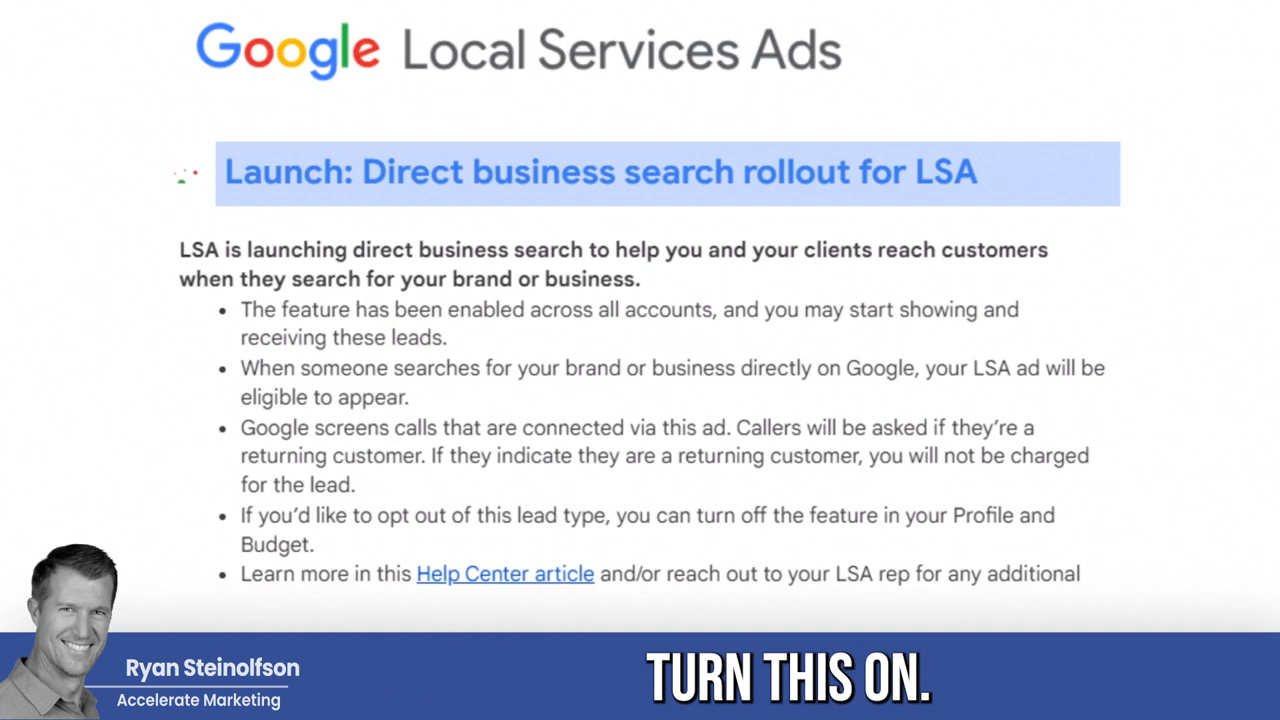 Google Local Services Ads
Launch: Direct business search rollout for LSA
LSA is launching direct business search to help you and your clients reach customers
when they search for your brand or business.
• The feature has been enabled across all accounts, and you may start showing and
receiving these leads.
• When someone searches for your brand or business directly on Google, your LSA ad will be
eligible to appear.
• Google screens calls that are connected via this ad. Callers will be asked if they’re a
returning customer. If they indicate they are a returning customer, you will not be charged
for the lead.
• If you’d like to opt out of this lead type, you can turn off the feature in your Profile and
Budget.
• Learn more in this Help Center article and/or reach out to your LSA rep for any additional
Ryan Steinolfson
Accelerate Marketing
TURN THIS ON.